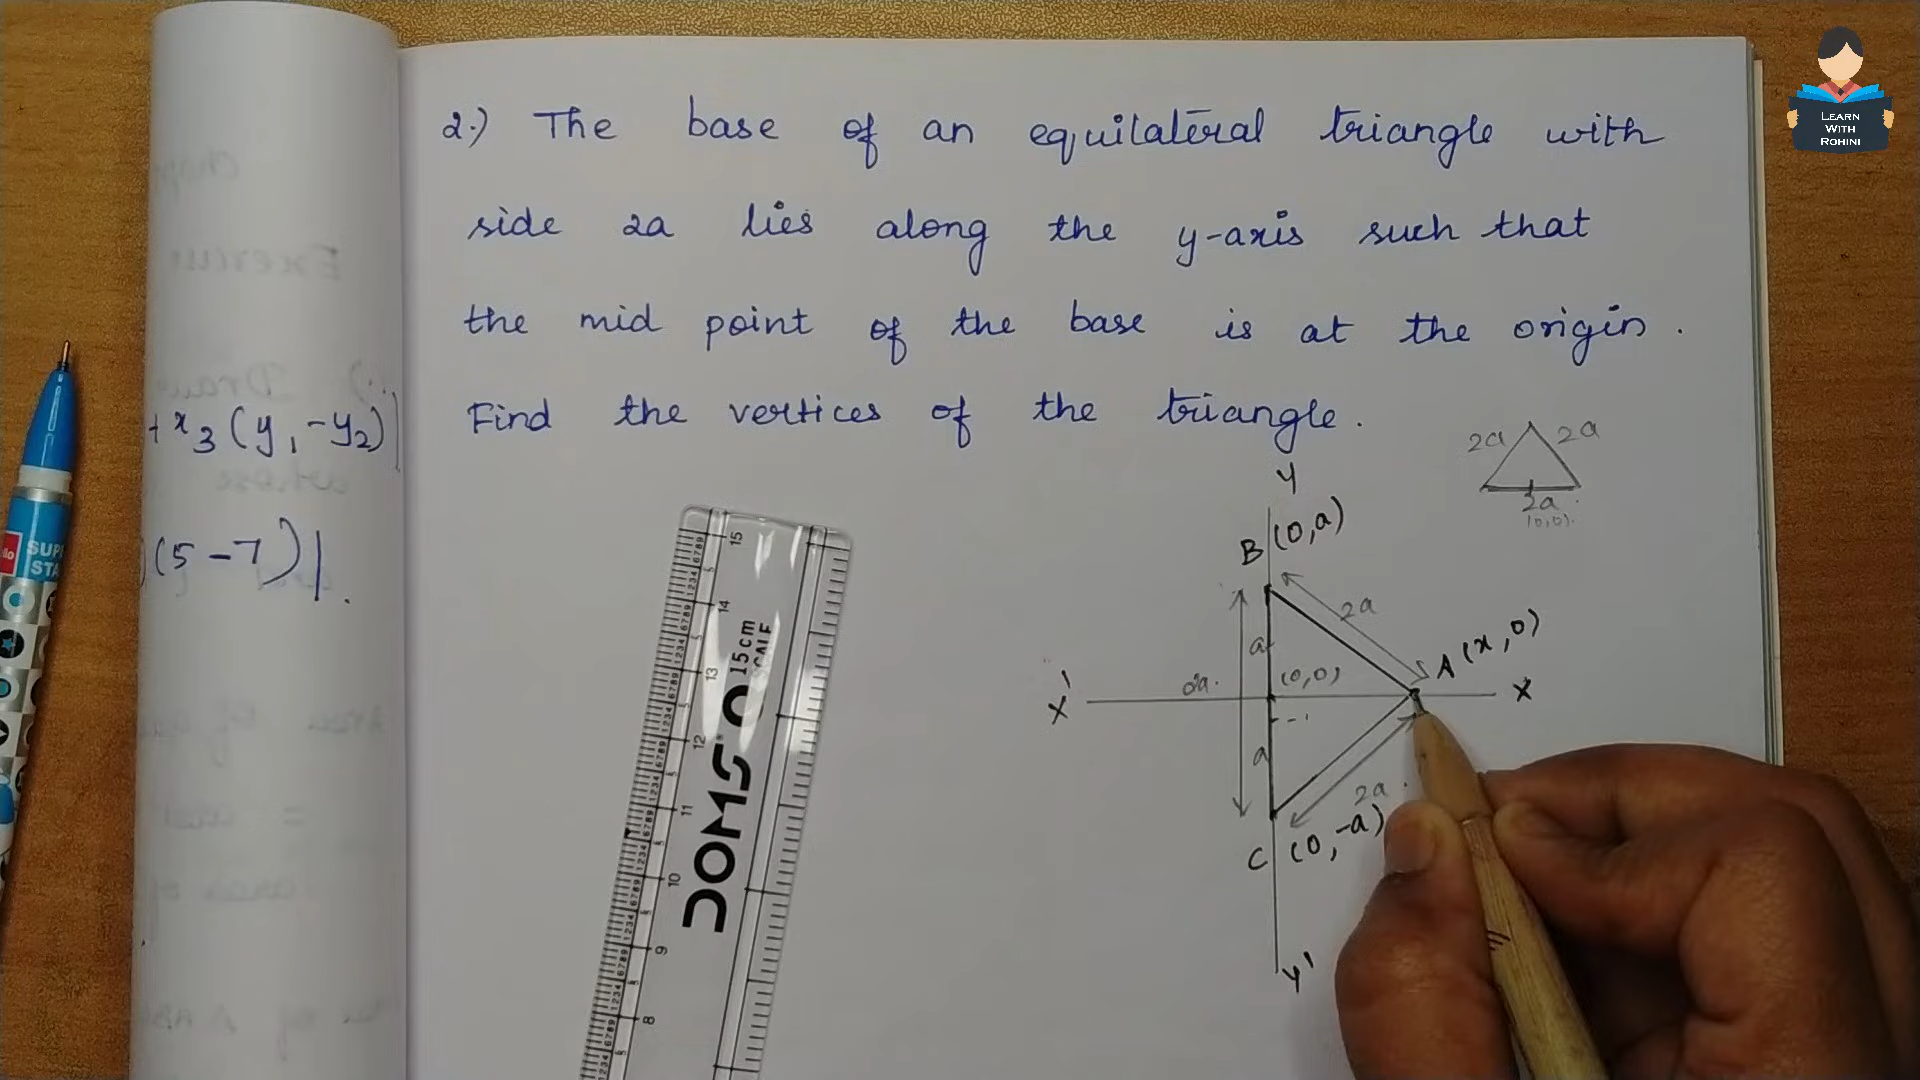 2.) The base of an equilateral triangle with
side 2a lies along the y-axis such that
the mid point of the base is at the origin.
Find the vertices of the triangle.
+ x3 (y1 - y2)|
)(5-7)|.
2a 2a
2a
(0,0).
Y
B (0,a)
2a
a
A (x,0)
(0,0)
X'
X
a
2a
C (0,-a)
Y'
15 cm
SCALE
DOMS
15
14
13
12
11
10
9
8
LEARN
WITH
ROHINI